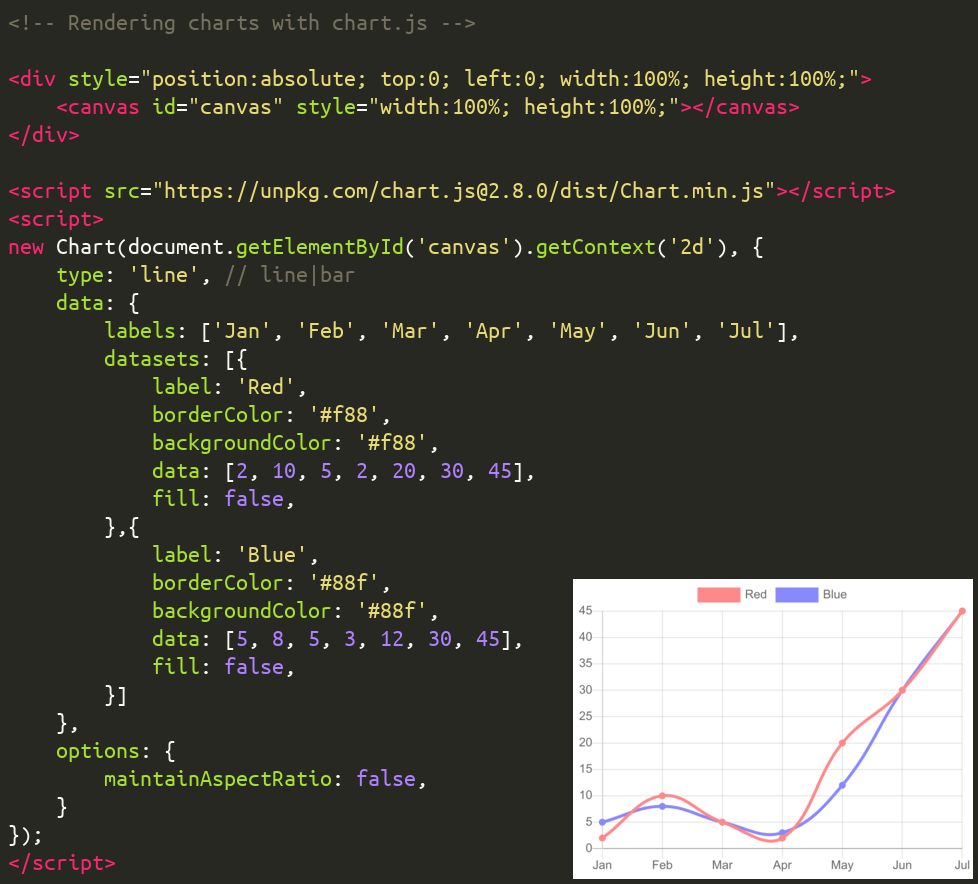 <!-- Rendering charts with chart.js -->
<div style="position:absolute; top:0; left:0; width:100%; height:100%;">
    <canvas id="canvas" style="width:100%; height:100%;"></canvas>
</div>
<script src="https://unpkg.com/chart.js@2.8.0/dist/Chart.min.js"></script>
<script>
new Chart(document.getElementById('canvas').getContext('2d'), {
    type: 'line', // line|bar
    data: {
        labels: ['Jan', 'Feb', 'Mar', 'Apr', 'May', 'Jun', 'Jul'],
        datasets: [{
            label: 'Red',
            borderColor: '#f88',
            backgroundColor: '#f88',
            data: [2, 10, 5, 2, 20, 30, 45],
            fill: false,
        },{
            label: 'Blue',
            borderColor: '#88f',
            backgroundColor: '#88f',
            data: [5, 8, 5, 3, 12, 30, 45],
            fill: false,
        }]
    },
    options: {
        maintainAspectRatio: false,
    }
});
</script>
Red Blue
45
40
35
30
25
20
15
10
5
0
Jan Feb Mar Apr May Jun Jul